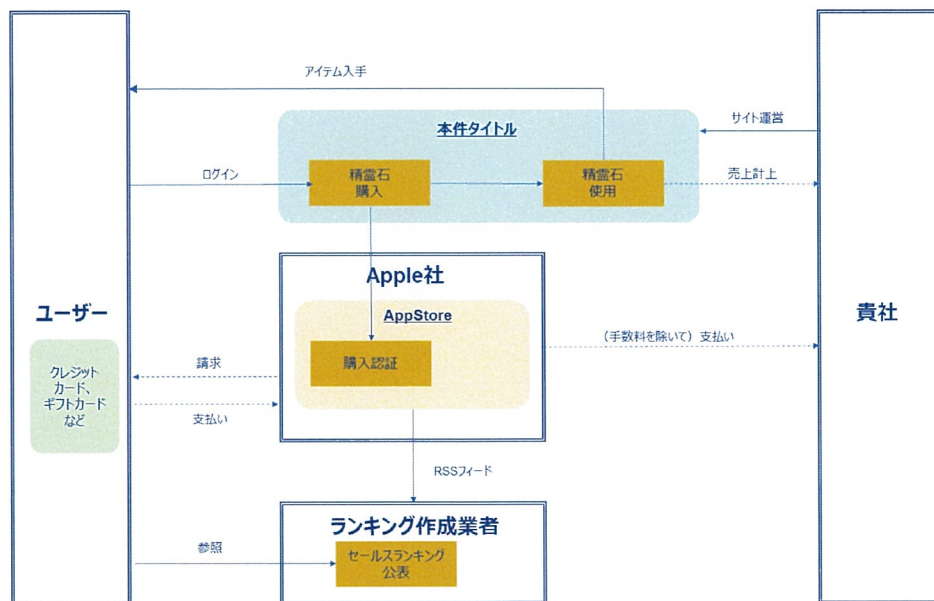 アイテム入手
本件タイトル
サイト運営
ログイン
精霊石
購入
精霊石
使用
売上計上
Apple社
ユーザー
AppStore
貴社
(手数料を除いて)支払い
購入認証
請求
クレジット
カード、
ギフトカード
など
支払い
RSSフィード
ランキング作成業者
参照
セールスランキング
公表